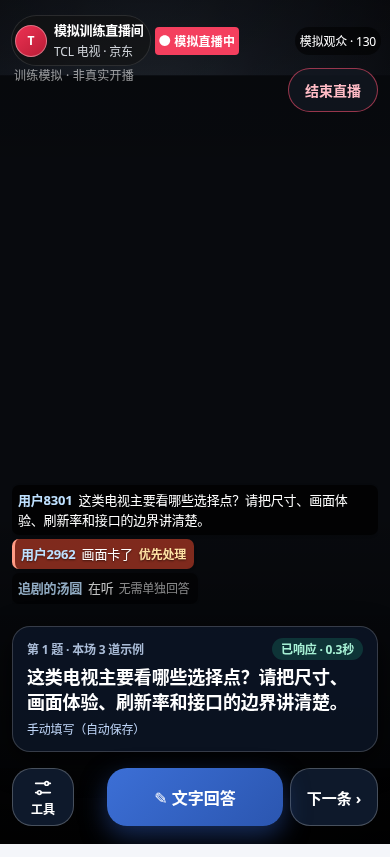 T
模拟训练直播间
TCL 电视 · 京东
模拟直播中
模拟观众 · 130
训练模拟 · 非真实开播
结束直播
用户8301 这类电视主要看哪些选择点？请把尺寸、画面体
验、刷新率和接口的边界讲清楚。
用户2962 画面卡了 优先处理
追剧的汤圆 在听 无需单独回答
第 1 题 · 本场 3 道示例
已响应 · 0.3秒
这类电视主要看哪些选择点？请把尺寸、
画面体验、刷新率和接口的边界讲清楚。
手动填写（自动保存）
工具
✎ 文字回答
下一条 ›